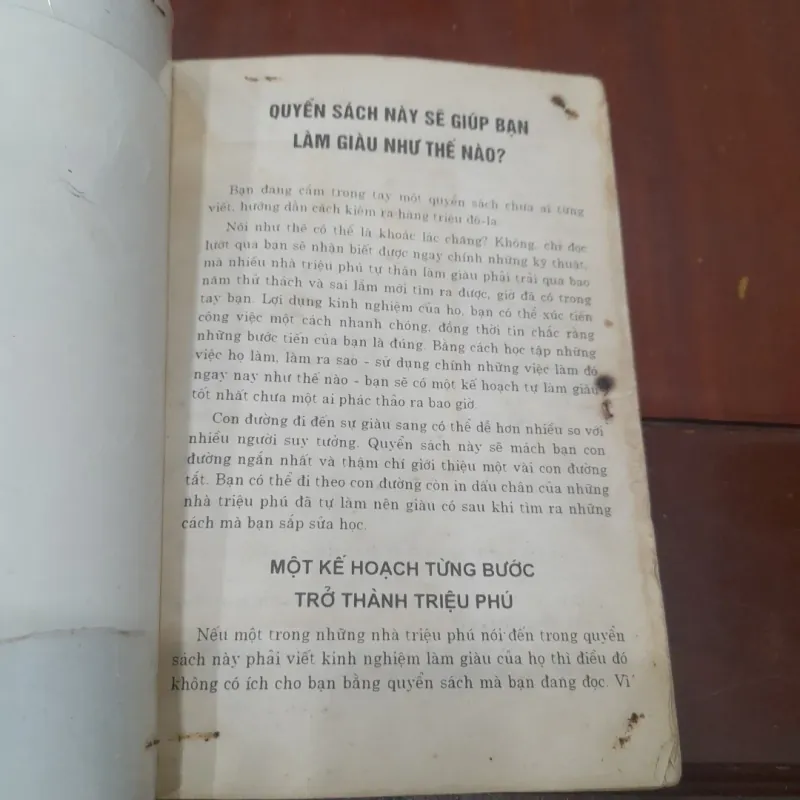 QUYỂN SÁCH NÀY SẼ GIÚP BẠN
LÀM GIÀU NHƯ THẾ NÀO?
Bạn đang cầm trong tay một quyển sách chưa ai từng
viết, hướng dẫn cách kiếm ra hàng triệu đô-la.
Nói như thế có thể là khoác lác chăng? Không, chỉ đọc
lướt qua bạn sẽ nhận biết được ngay chính những kỹ thuật,
mà nhiều nhà triệu phú tự thân làm giàu phải trải qua bao
năm thử thách và sai lầm mới tìm ra được, giờ đã có trong
tay bạn. Lợi dụng kinh nghiệm của họ, bạn có thể xúc tiến
công việc một cách nhanh chóng, đồng thời tin chắc rằng
những bước tiến của bạn là đúng. Bằng cách học tập những
việc họ làm, làm ra sao - sử dụng chính những việc làm đó
ngay nay như thế nào - bạn sẽ có một kế hoạch tự làm giàu
tốt nhất chưa một ai phác thảo ra bao giờ.
Con đường đi đến sự giàu sang có thể dễ hơn nhiều so với
nhiều người suy tưởng. Quyển sách này sẽ mách bạn con
đường ngắn nhất và thậm chí giới thiệu một vài con đường
tắt. Bạn có thể đi theo con đường còn in dấu chân của những
nhà triệu phú đã tự làm nên giàu có sau khi tìm ra những
cách mà bạn sắp sửa học.
MỘT KẾ HOẠCH TỪNG BƯỚC
TRỞ THÀNH TRIỆU PHÚ
Nếu một trong những nhà triệu phú nói đến trong quyển
sách này phải viết kinh nghiệm làm giàu của họ thì điều đó
không có ích cho bạn bằng quyển sách mà bạn đang đọc. Vì